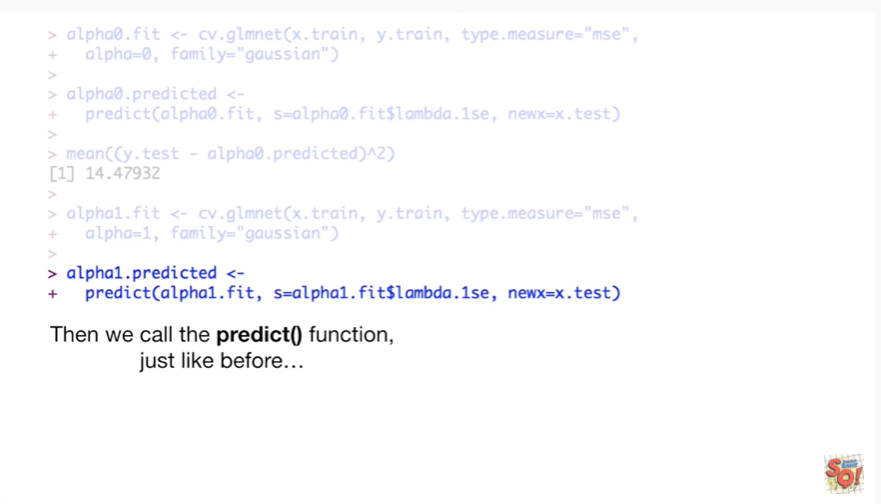 > alpha0.fit <- cv.glmnet(x.train, y.train, type.measure="mse",
+   alpha=0, family="gaussian")
>
> alpha0.predicted <-
+   predict(alpha0.fit, s=alpha0.fit$lambda.1se, newx=x.test)
>
> mean((y.test - alpha0.predicted)^2)
[1] 14.47932
>
> alpha1.fit <- cv.glmnet(x.train, y.train, type.measure="mse",
+   alpha=1, family="gaussian")
>
> alpha1.predicted <-
+   predict(alpha1.fit, s=alpha1.fit$lambda.1se, newx=x.test)
Then we call the predict() function,
just like before…
SQ!